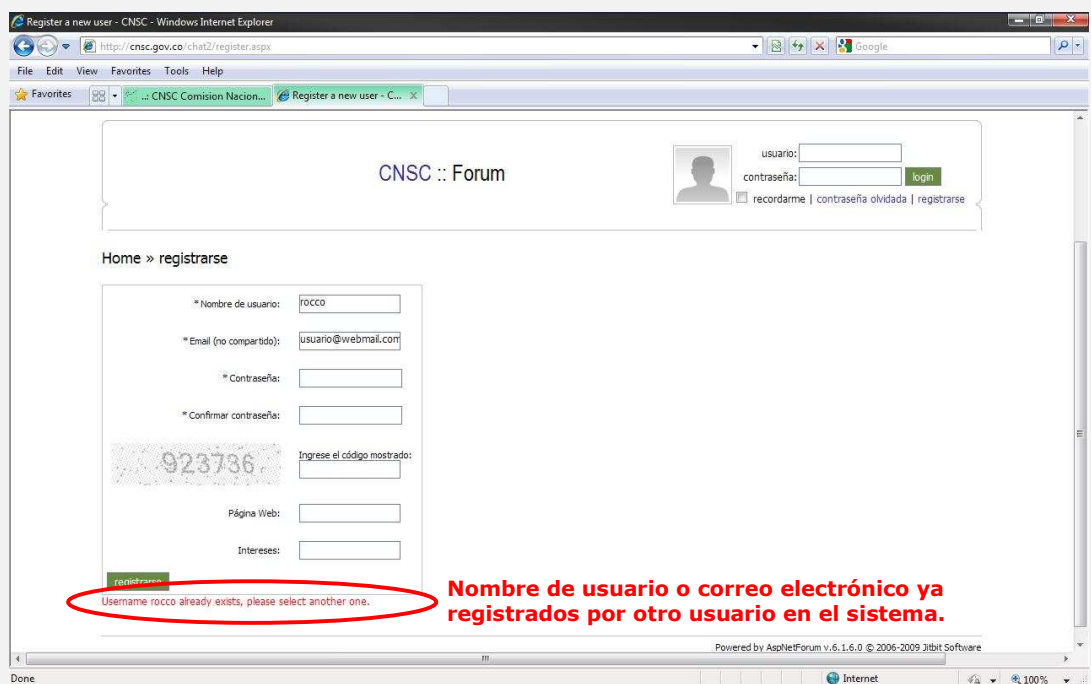 Register a new user - CNSC - Windows Internet Explorer
http://cnsc.gov.co/chat2/register.aspx
Google
File Edit View Favorites Tools Help
Favorites
..: CNSC Comision Nacion...
Register a new user - C...
CNSC :: Forum
usuario:
contraseña:
login
recordarme | contraseña olvidada | registrarse
Home » registrarse
* Nombre de usuario: rocco
* Email (no compartido): usuario@webmail.com
* Contraseña:
* Confirmar contraseña:
923736
Ingrese el código mostrado:
Página Web:
Intereses:
registrarse
Username rocco already exists, please select another one.
Nombre de usuario o correo electrónico ya
registrados por otro usuario en el sistema.
Powered by AspNetForum v.6.1.6.0 © 2006-2009 Jitbit Software
Done
Internet
100%